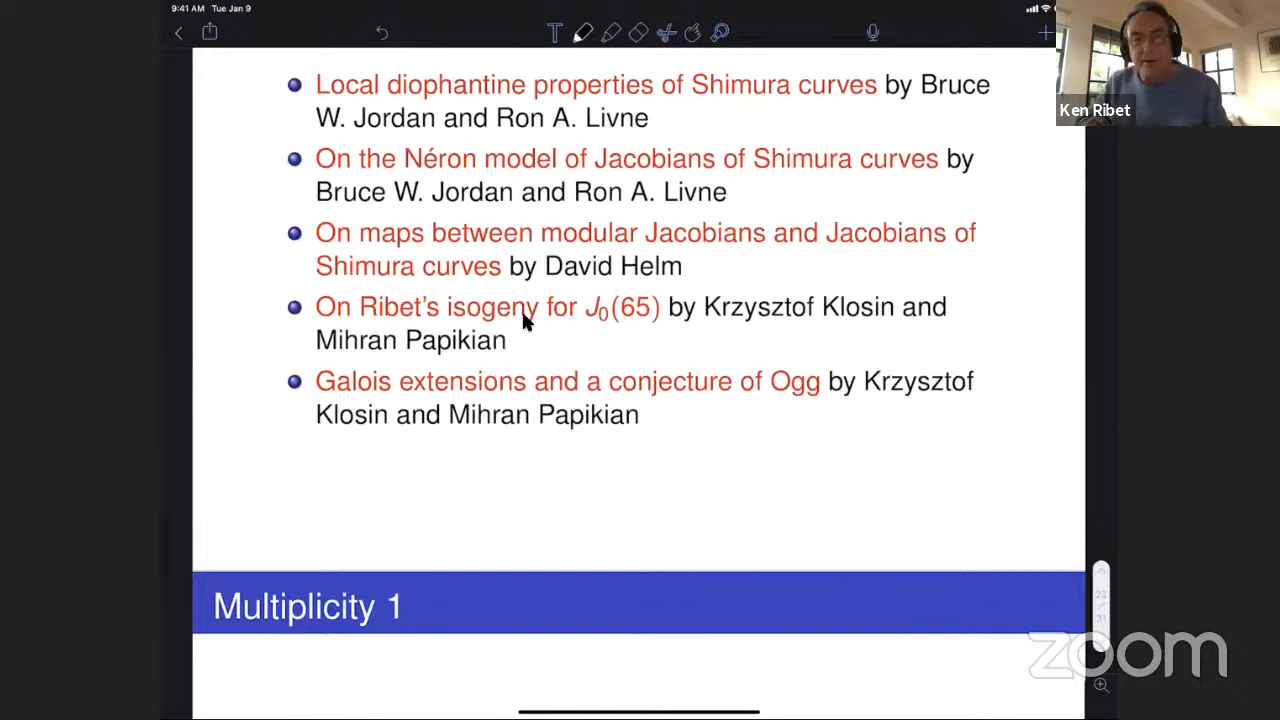 9:41 AM Tue Jan 9
T
Local diophantine properties of Shimura curves by Bruce
W. Jordan and Ron A. Livne
On the Néron model of Jacobians of Shimura curves by
Bruce W. Jordan and Ron A. Livne
On maps between modular Jacobians and Jacobians of
Shimura curves by David Helm
On Ribet's isogeny for J₀(65) by Krzysztof Klosin and
Mihran Papikian
Galois extensions and a conjecture of Ogg by Krzysztof
Klosin and Mihran Papikian
Multiplicity 1
Ken Ribet
22
/
31
zoom